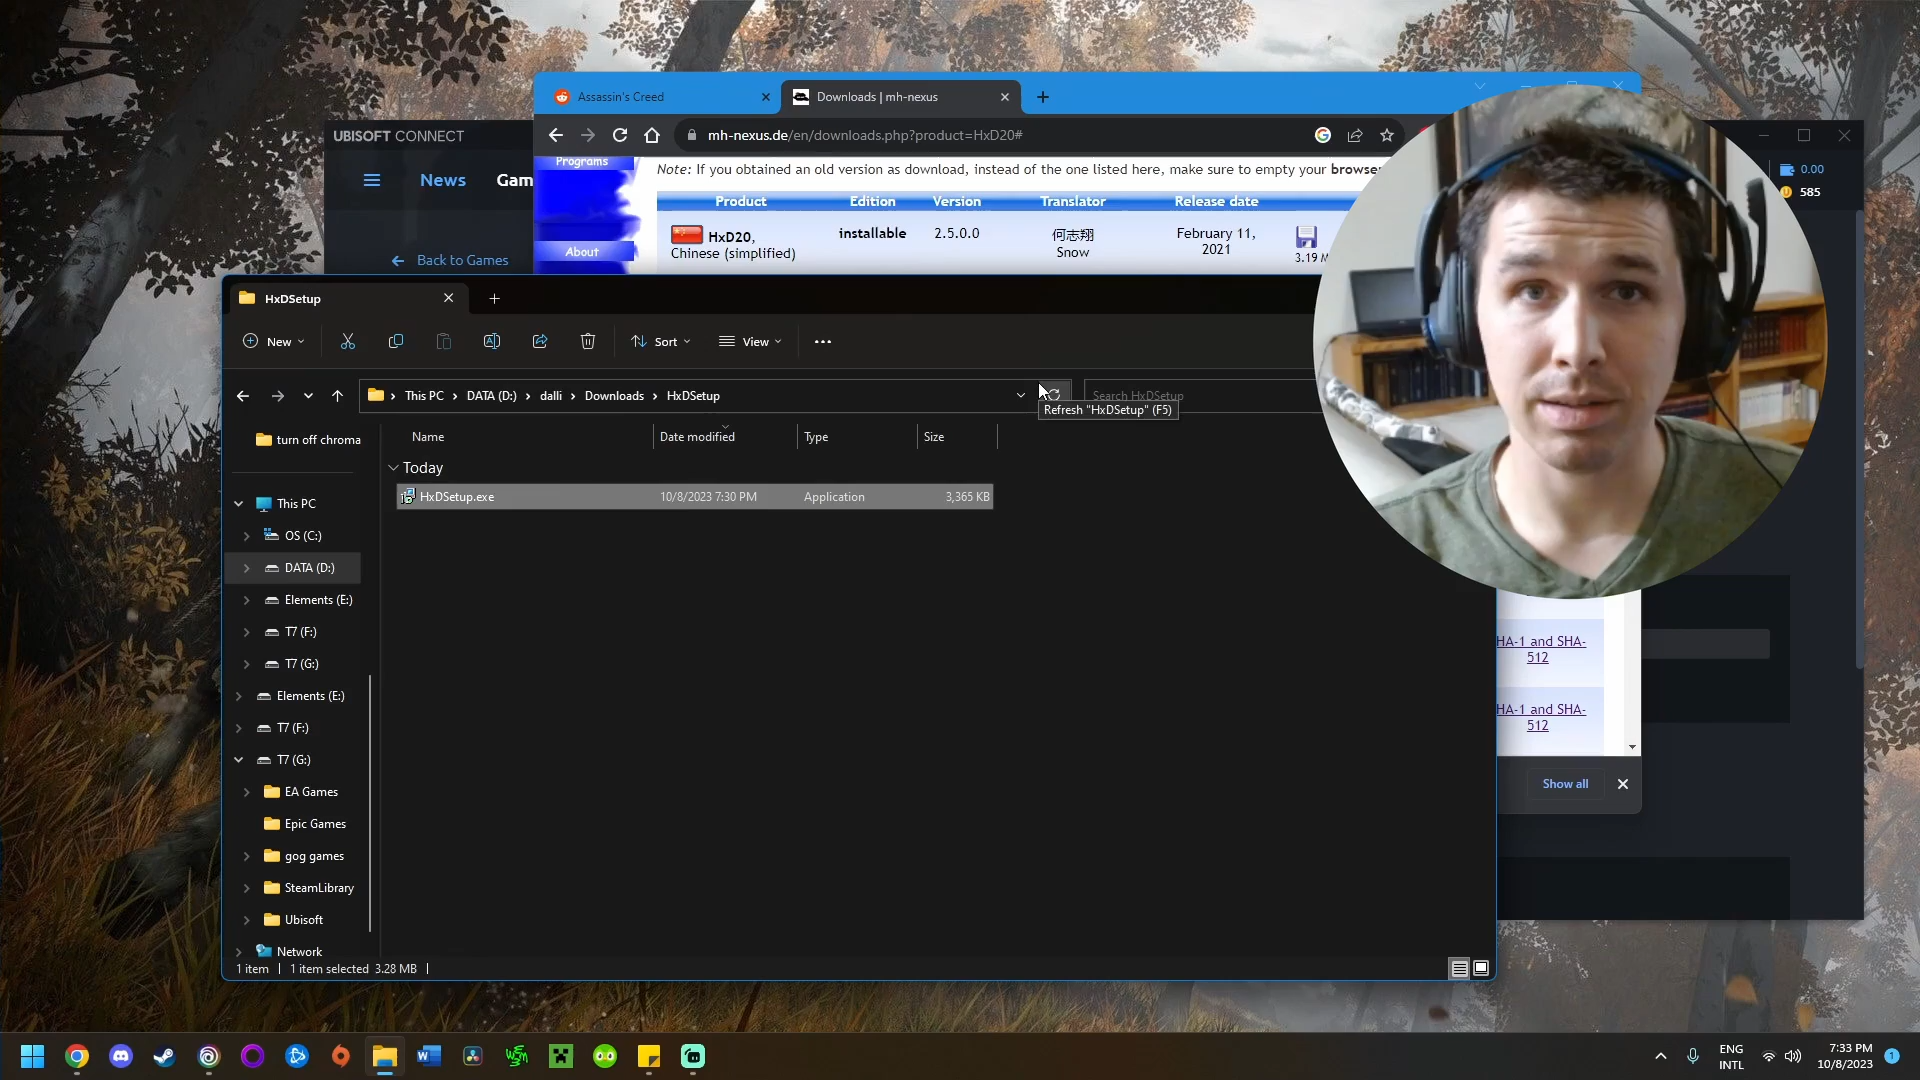 Assassin's Creed
Downloads | mh-nexus
UBISOFT CONNECT
mh-nexus.de/en/downloads.php?product=HxD20#
Programs
Note: If you obtained an old version as download, instead of the one listed here, make sure to empty your browser
News
0.00
585
Product Edition Version Translator Release date
HxD20,
Chinese (simplified)
installable
2.5.0.0
何志翔
Snow
February 11,
2021
3.19
About
Back to Games
HxDSetup
New
Sort
View
This PC
DATA (D:)
dalli
Downloads
HxDSetup
Search HxDSetup
Refresh "HxDSetup" (F5)
turn off chroma
Name Date modified Type Size
Today
HxDSetup.exe 10/8/2023 7:30 PM Application 3,365 KB
This PC
OS (C:)
DATA (D:)
Elements (E:)
T7 (F:)
T7 (G:)
Elements (E:)
T7 (F:)
T7 (G:)
EA Games
Epic Games
gog games
SteamLibrary
Ubisoft
Network
HA-1 and SHA-
512
HA-1 and SHA-
512
Show all
1 item
1 item selected 3.28 MB
ENG
INTL
7:33 PM
10/8/2023
1